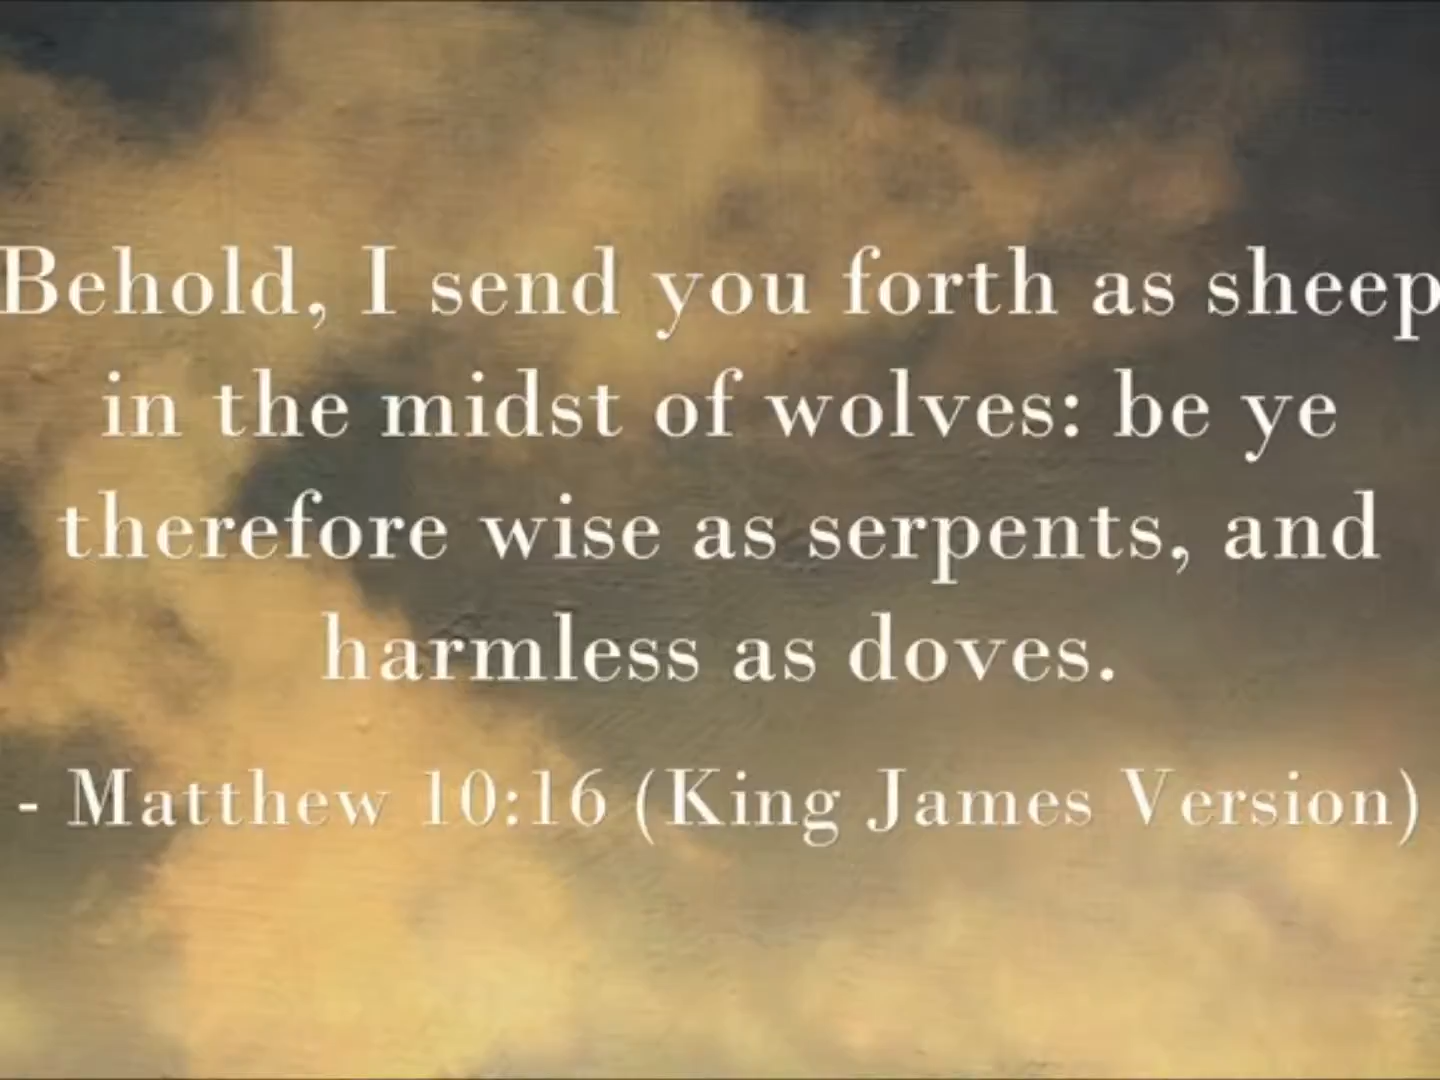 Behold, I send you forth as sheep
in the midst of wolves: be ye
therefore wise as serpents, and
harmless as doves.
- Matthew 10:16 (King James Version)